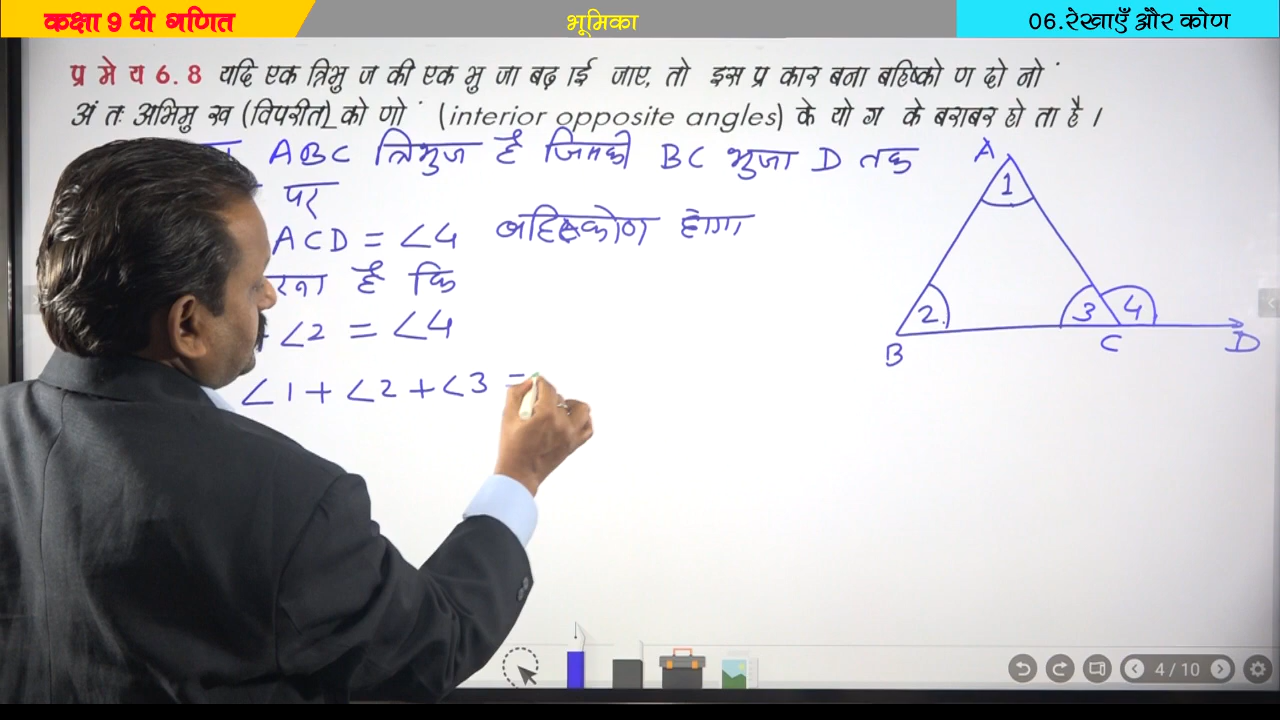 कक्षा 9 वी गणित
भूमिका
06.रेखाएँ और कोण
प्रमेय 6.8 यदि एक त्रिभुज की एक भुजा बढ़ाई जाए, तो इस प्रकार बना बहिष्कोण दोनों
अंतः अभिमुख (विपरीत) कोणों (interior opposite angles) के योग के बराबर होता है।
ABC त्रिभुज है जिसकी BC भुजा D तक
पर
ACD = ∠4 बहिष्कोण होगा
है कि
∠2 = ∠4
∠1 + ∠2 + ∠3 =
A
1
2
3
4
B
C
D
4 / 10